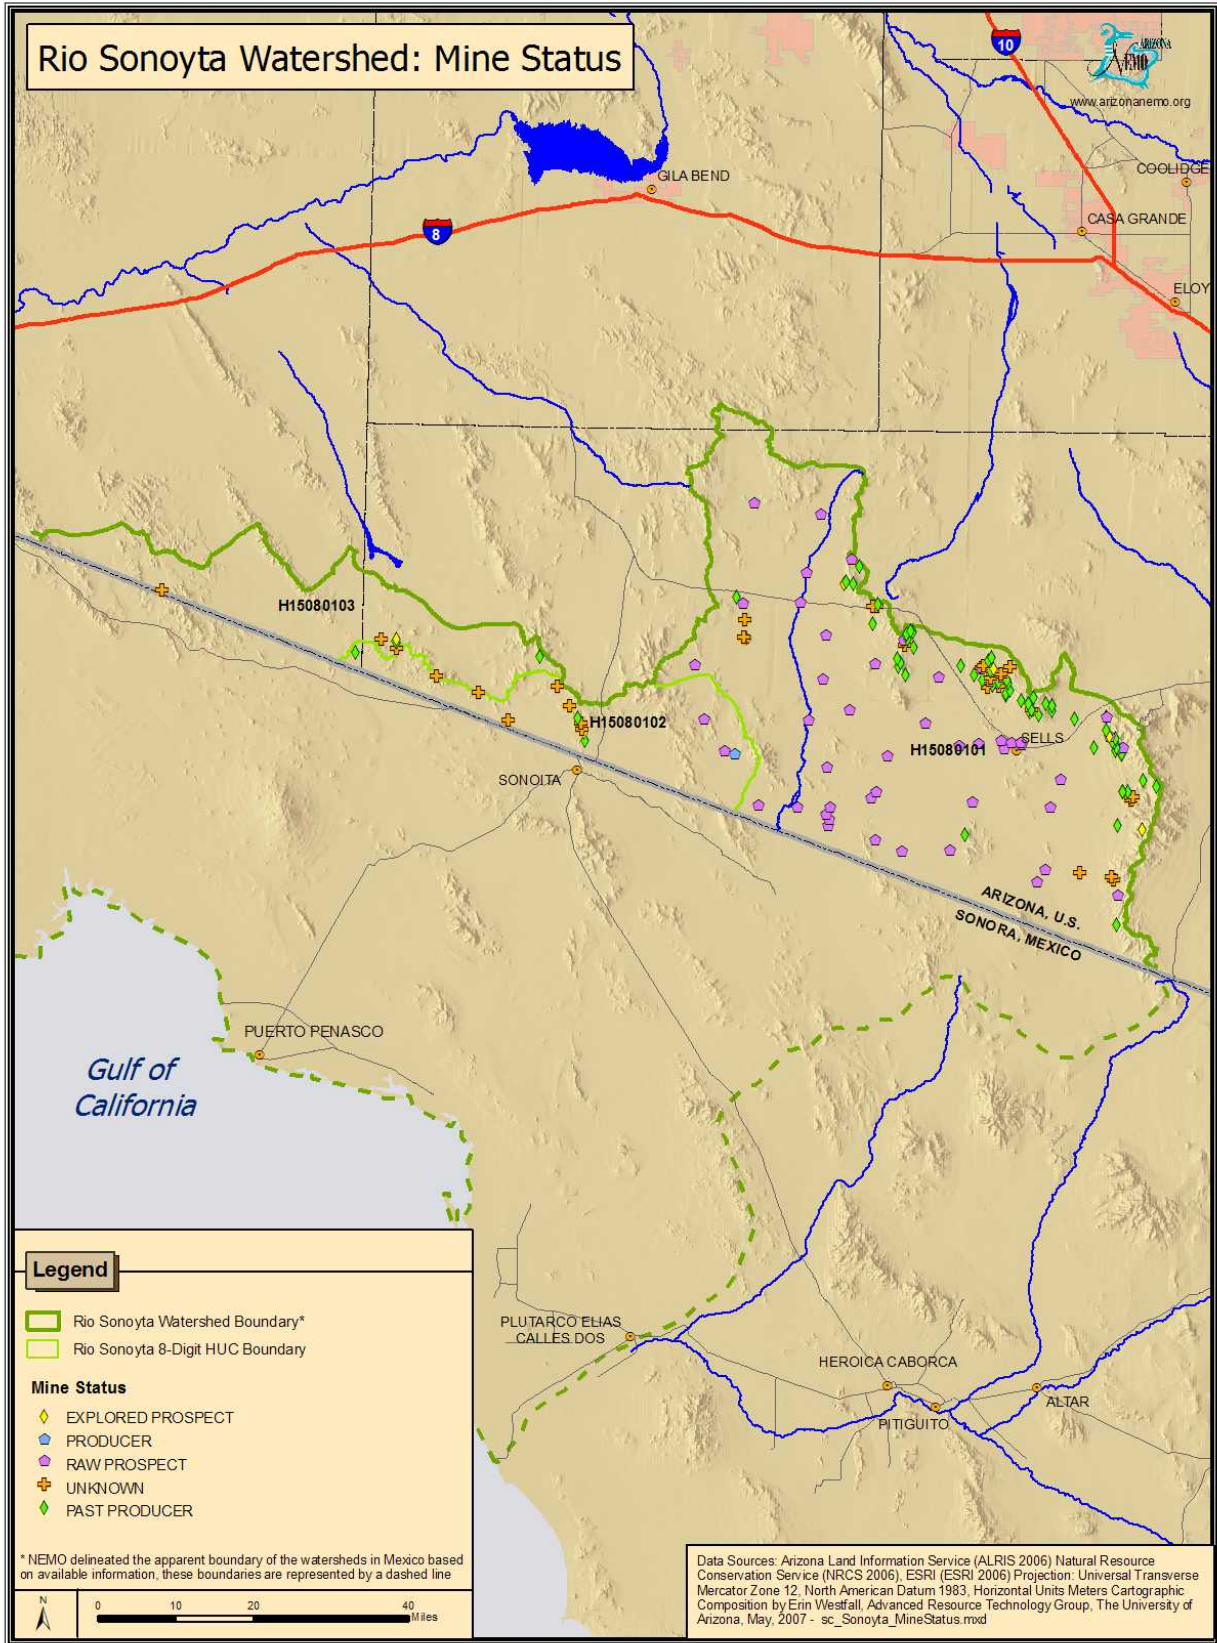 Rio Sonoyta Watershed: Mine Status
10
ARIZONA
NEMO
www.arizonanemo.org
GILA BEND
COOLIDGE
8
CASA GRANDE
ELOY
H15080103
H15080102
H15080101
SELLS
SONOITA
ARIZONA, U.S.
SONORA, MEXICO
PUERTO PENASCO
Gulf of
California
PLUTARCO ELIAS
CALLES DOS
HEROICA CABORCA
ALTAR
PITIGUITO
Legend
Rio Sonoyta Watershed Boundary*
Rio Sonoyta 8-Digit HUC Boundary
Mine Status
EXPLORED PROSPECT
PRODUCER
RAW PROSPECT
UNKNOWN
PAST PRODUCER
* NEMO delineated the apparent boundary of the watersheds in Mexico based
on available information, these boundaries are represented by a dashed line
N
0 10 20 40
Miles
Data Sources: Arizona Land Information Service (ALRIS 2006) Natural Resource
Conservation Service (NRCS 2006), ESRI (ESRI 2006) Projection: Universal Transverse
Mercator Zone 12, North American Datum 1983, Horizontal Units Meters Cartographic
Composition by Erin Westfall, Advanced Resource Technology Group, The University of
Arizona, May, 2007 - sc_Sonoyta_MineStatus.mxd